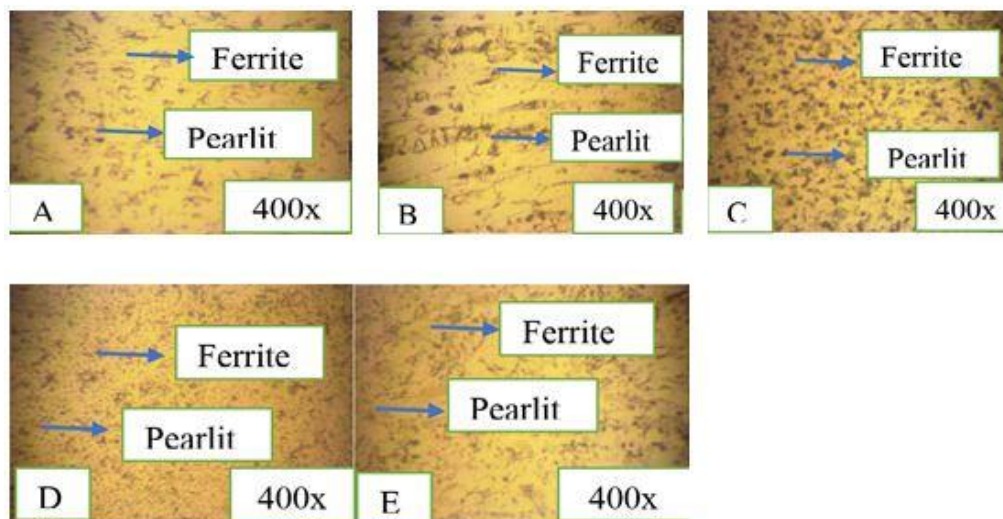 Ferrite
Pearlit
A
400x
Ferrite
Pearlit
B
400x
Ferrite
Pearlit
C
400x
Ferrite
Pearlit
D
400x
Ferrite
Pearlit
E
400x